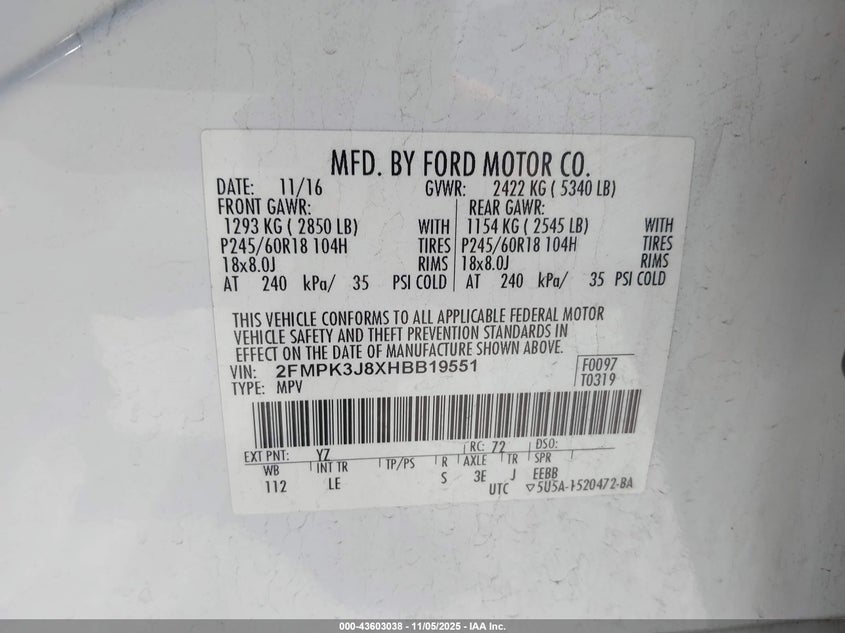 MFD. BY FORD MOTOR CO.
DATE: 11/16 GVWR: 2422 KG ( 5340 LB)
FRONT GAWR: REAR GAWR:
1293 KG ( 2850 LB) WITH 1154 KG ( 2545 LB) WITH
P245/60R18 104H TIRES P245/60R18 104H TIRES
18x8.0J RIMS 18x8.0J RIMS
AT 240 kPa/ 35 PSI COLD AT 240 kPa/ 35 PSI COLD
THIS VEHICLE CONFORMS TO ALL APPLICABLE FEDERAL MOTOR
VEHICLE SAFETY AND THEFT PREVENTION STANDARDS IN
EFFECT ON THE DATE OF MANUFACTURE SHOWN ABOVE.
VIN: 2FMPK3J8XHBB19551 F0097
TYPE: MPV T0319
EXT PNT: YZ RC: 72 DSO:
WB INT TR TP/PS R AXLE TR SPR
112 LE S 3E J EEBB
UTC ▽5U5A-1520472-BA
000-43603038 - 11/05/2025 - IAA Inc.